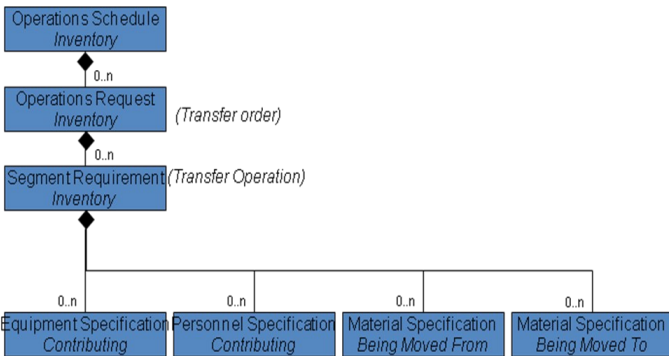 Operations Schedule
Inventory
0..n
Operations Request
Inventory
(Transfer order)
0..n
Segment Requirement
Inventory
(Transfer Operation)
0..n
0..n
0..n
0..n
Equipment Specification
Contributing
Personnel Specification
Contributing
Material Specification
Being Moved From
Material Specification
Being Moved To